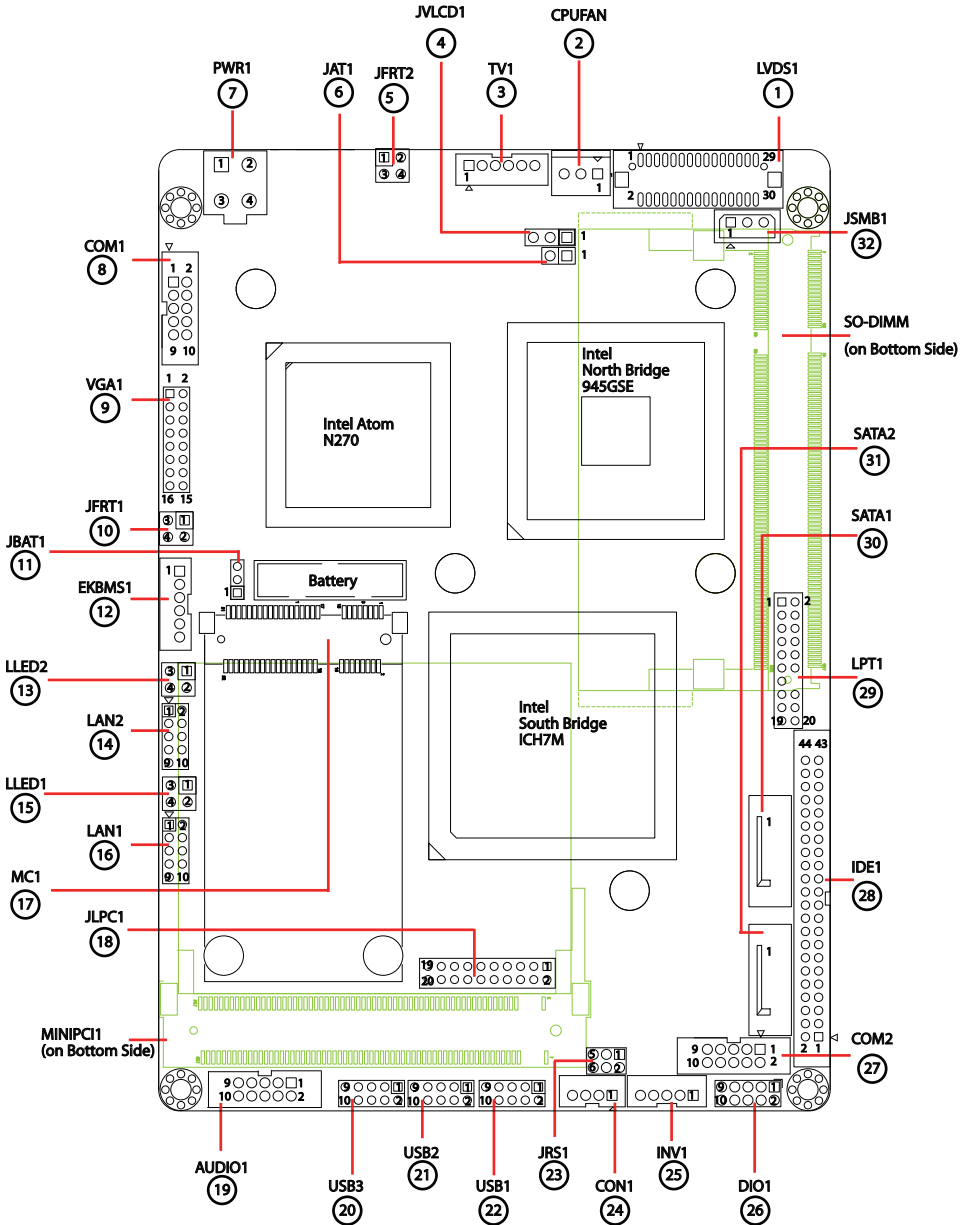 JVLCD1
4
CPUFAN
2
PWR1
7
JAT1
6
JFRT2
5
TV1
3
LVDS1
1
1 2
3 4
1 2
3 4
1
1
1 29
2 30
1
1
1
JSMB1
32
COM1
8
1 2
9 10
SO-DIMM
(on Bottom Side)
Intel
North Bridge
945GSE
VGA1
9
1 2
16 15
Intel Atom
N270
SATA2
31
JFRT1
10
3 1
4 2
SATA1
30
JBAT1
11
1
Battery
EKBMS1
12
1
1 2
19 20
LPT1
29
LLED2
13
3 1
4 2
LAN2
14
1 2
9 10
Intel
South Bridge
ICH7M
44 43
LLED1
15
3 1
4 2
LAN1
16
1 2
9 10
1
IDE1
28
MC1
17
JLPC1
18
19 1
20 2
1
MINIPCI1
(on Bottom Side)
2 1
COM2
27
9 1
10 2
5 1
6 2
9 1
10 2
9 1
10 2
9 1
10 2
9 1
10 2
1
1
9 1
10 2
AUDIO1
19
USB3
20
USB2
21
USB1
22
JRS1
23
CON1
24
INV1
25
DIO1
26